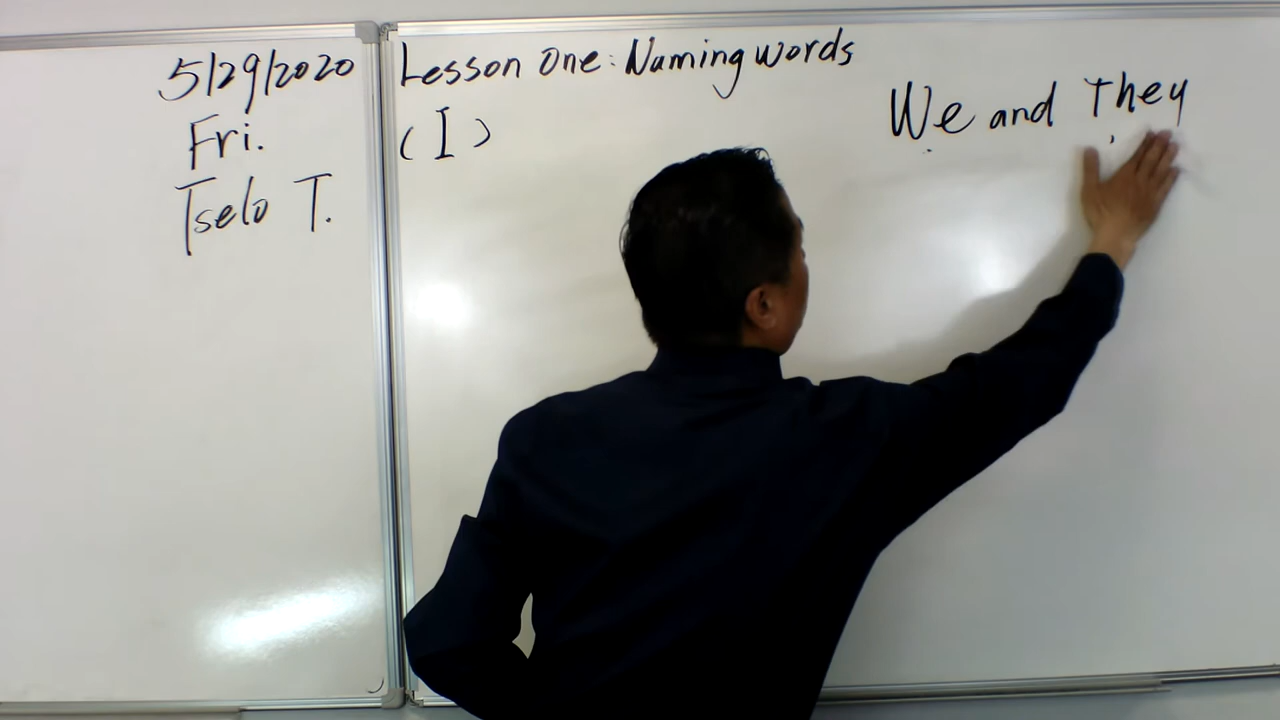 5/29/2020
Fri.
Tselo T.
Lesson One: Naming words
(I)
We and They